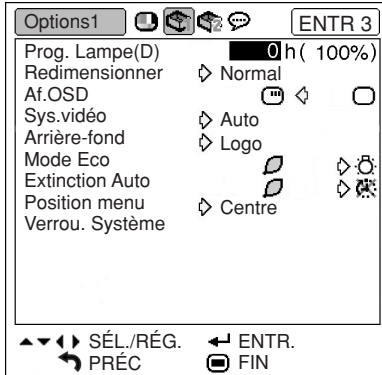 Options1 ENTR 3
Prog. Lampe(D) 0 h ( 100%)
Redimensionner Normal
Af.OSD
Sys.vidéo Auto
Arrière-fond Logo
Mode Eco
Extinction Auto
Position menu Centre
Verrou. Système
SÉL./RÉG. ENTR.
PRÉC FIN